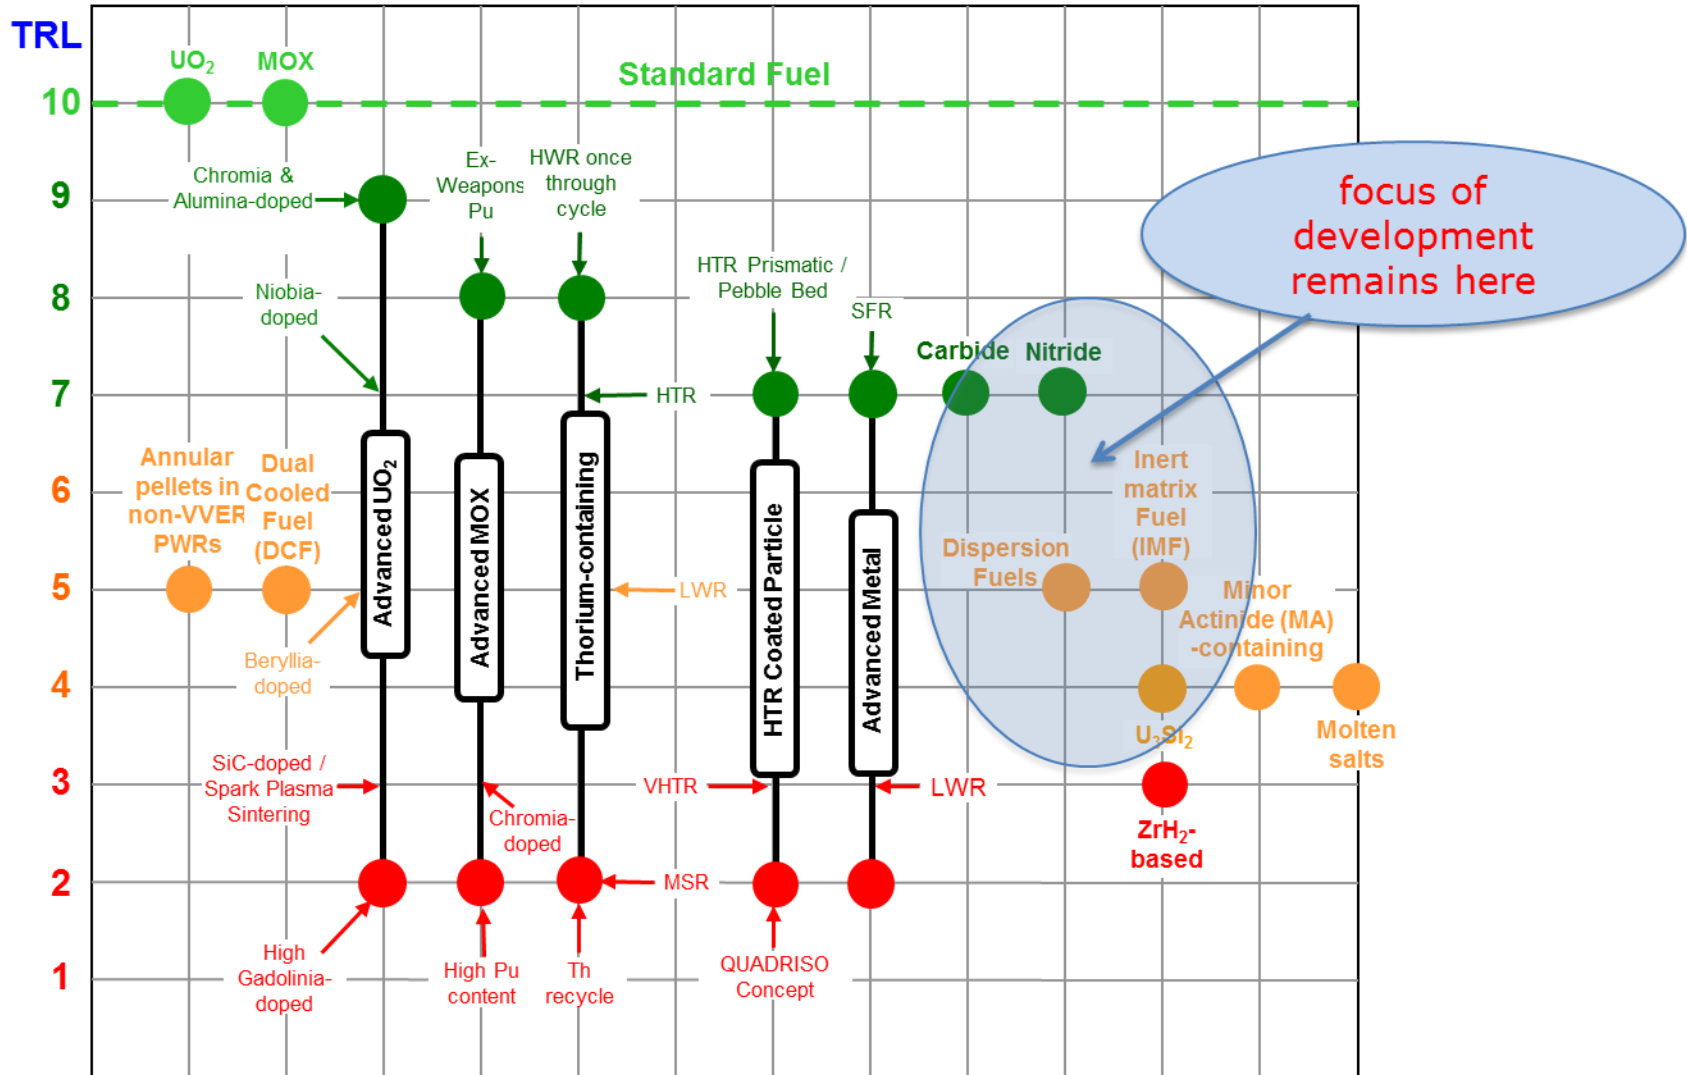 TRL
10
9
8
7
6
5
4
3
2
1
UO₂
MOX
Standard Fuel
Chromia &
Alumina-doped
Ex-
Weapons
Pu
HWR once
through
cycle
Niobia-
doped
HTR Prismatic /
Pebble Bed
SFR
focus of
development
remains here
Carbide
Nitride
HTR
Annular
pellets in
non-VVER
PWRs
Dual
Cooled
Fuel
(DCF)
Advanced UO₂
Advanced MOX
Thorium-containing
HTR Coated Particle
Advanced Metal
Inert
matrix
Fuel
(IMF)
Dispersion
Fuels
LWR
Minor
Actinide (MA)
-containing
Beryllia-
doped
U₃Si₂
Molten
salts
SiC-doped /
Spark Plasma
Sintering
Chromia-
doped
VHTR
LWR
ZrH₂-
based
MSR
High
Gadolinia-
doped
High Pu
content
Th
recycle
QUADRISO
Concept